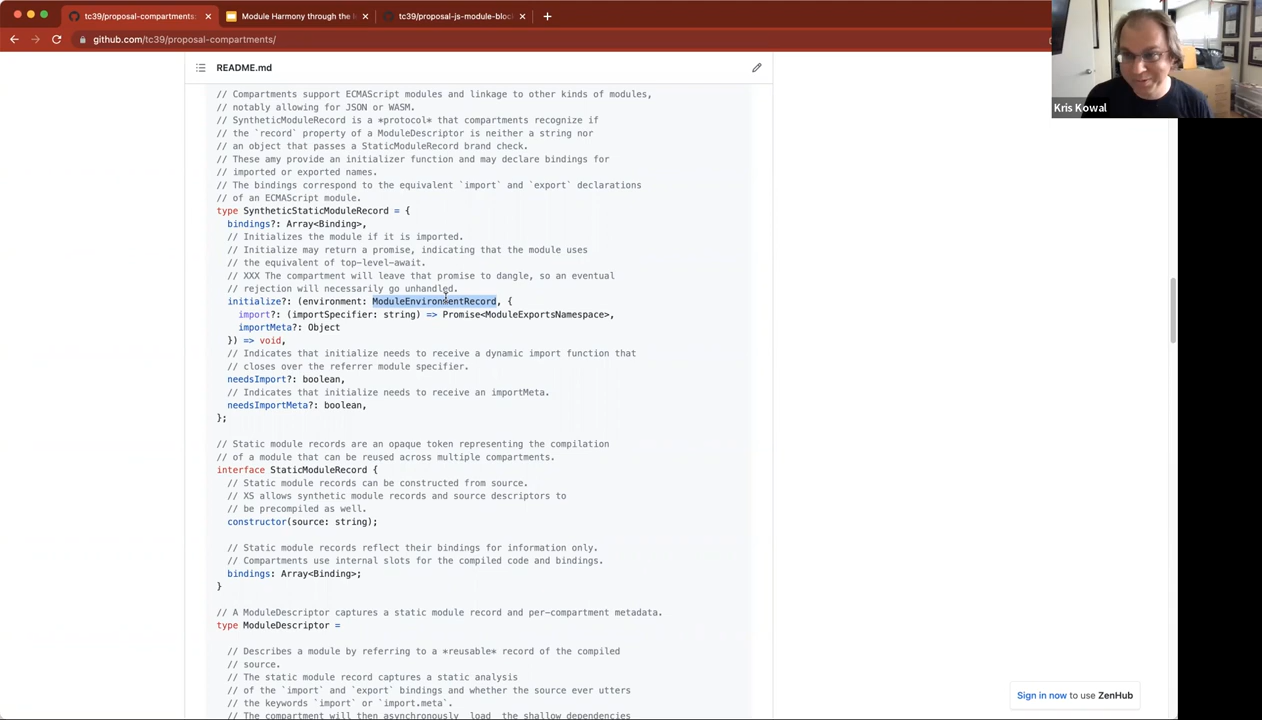 tc39/proposal-compartments:
Module Harmony through the l
tc39/proposal-js-module-bloc
github.com/tc39/proposal-compartments/
Kris Kowal
README.md
// Compartments support ECMAScript modules and linkage to other kinds of modules,
// notably allowing for JSON or WASM.
// SyntheticModuleRecord is a *protocol* that compartments recognize if
// the `record` property of a ModuleDescriptor is neither a string nor
// an object that passes a StaticModuleRecord brand check.
// These amy provide an initializer function and may declare bindings for
// imported or exported names.
// The bindings correspond to the equivalent `import` and `export` declarations
// of an ECMAScript module.
type SyntheticStaticModuleRecord = {
bindings?: Array<Binding>,
// Initializes the module if it is imported.
// Initialize may return a promise, indicating that the module uses
// the equivalent of top-level-await.
// XXX The compartment will leave that promise to dangle, so an eventual
// rejection will necessarily go unhandled.
initialize?: (environment: ModuleEnvironmentRecord, {
import?: (importSpecifier: string) => Promise<ModuleExportsNamespace>,
importMeta?: Object
}) => void,
// Indicates that initialize needs to receive a dynamic import function that
// closes over the referrer module specifier.
needsImport?: boolean,
// Indicates that initialize needs to receive an importMeta.
needsImportMeta?: boolean,
};
// Static module records are an opaque token representing the compilation
// of a module that can be reused across multiple compartments.
interface StaticModuleRecord {
// Static module records can be constructed from source.
// XS allows synthetic module records and source descriptors to
// be precompiled as well.
constructor(source: string);
// Static module records reflect their bindings for information only.
// Compartments use internal slots for the compiled code and bindings.
bindings: Array<Binding>;
}
// A ModuleDescriptor captures a static module record and per-compartment metadata.
type ModuleDescriptor =
// Describes a module by referring to a *reusable* record of the compiled
// source.
// The static module record captures a static analysis
// of the `import` and `export` bindings and whether the source ever utters
// the keywords `import` or `import.meta`.
// The compartment will then asynchronously _load_ the shallow dependencies
Sign in now to use ZenHub